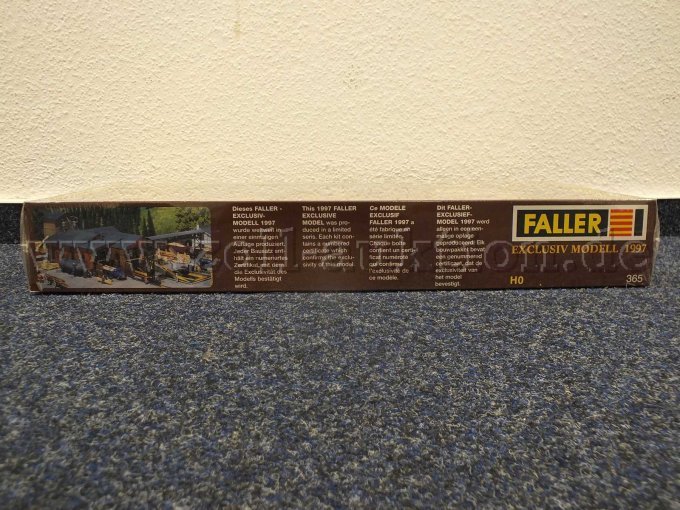 Dieses FALLER -
EXCLUSIV-
MODELL 1997
wurde weltweit in
einer einmaligen
Auflage produziert.
Jeder Bausatz ent-
hält ein numeriertes
Zertifikat, mit dem
die Exklusivität des
Modells bestätigt
wird.
This 1997 FALLER
EXCLUSIVE
MODEL was pro-
duced in a limited
serie. Each kit con-
tains a numbered
certificate which
confirms the exclu-
sivity of this model.
Ce MODELE
EXCLUSIF
FALLER 1997 a
été fabriqué en
série limitée.
Chaque boîte
contient un certi-
ficat numéroté
qui confirme
l'exclusivité de
ce modèle.
Dit FALLER-
EXCLUSIEF-
MODEL 1997 werd
alleen in een een-
malige oplage
geproduceerd. Elk
bouwpakket bevat
een genummerd
certificaat, dat de
exclusiviteit van
het model
bevestigt.
FALLER
EXCLUSIV MODELL 1997
H0
365